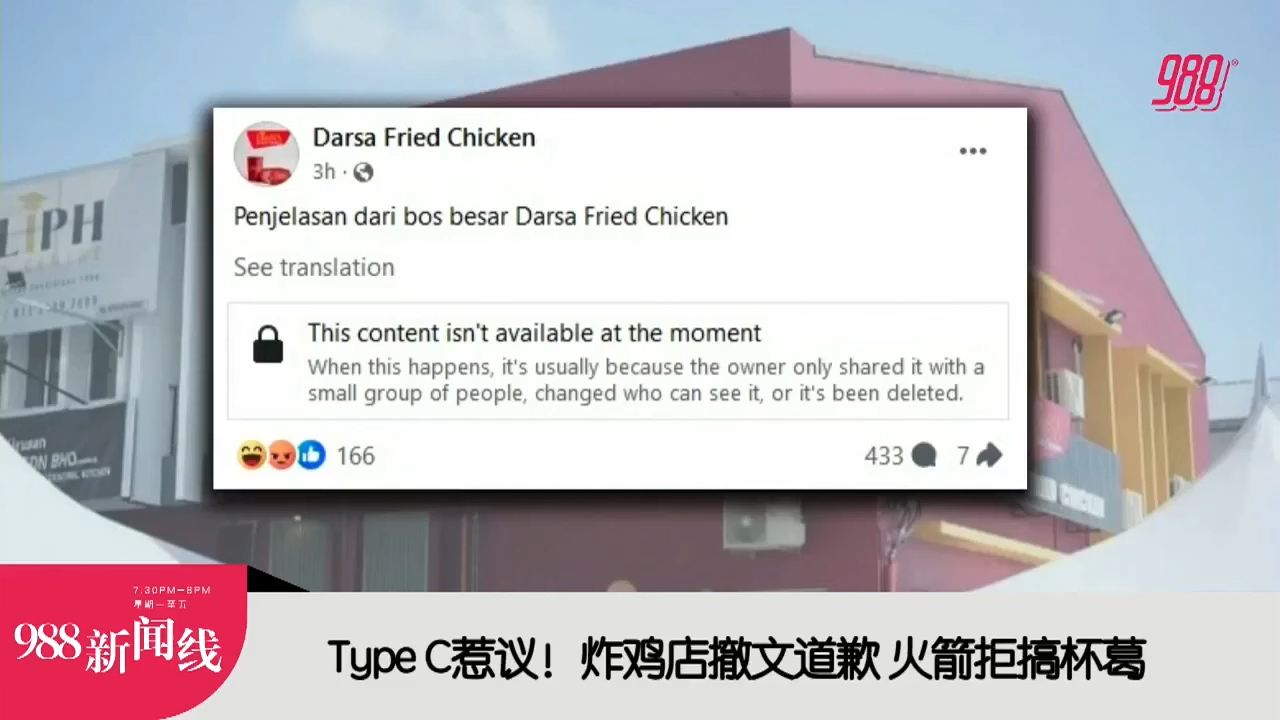 988
Darsa Fried Chicken
3h
Penjelasan dari bos besar Darsa Fried Chicken
See translation
This content isn't available at the moment
When this happens, it's usually because the owner only shared it with a
small group of people, changed who can see it, or it's been deleted.
166
433
7
7:30PM—8PM
星期一至五
988新闻线
Type C惹议！炸鸡店撤文道歉 火箭拒搞杯葛